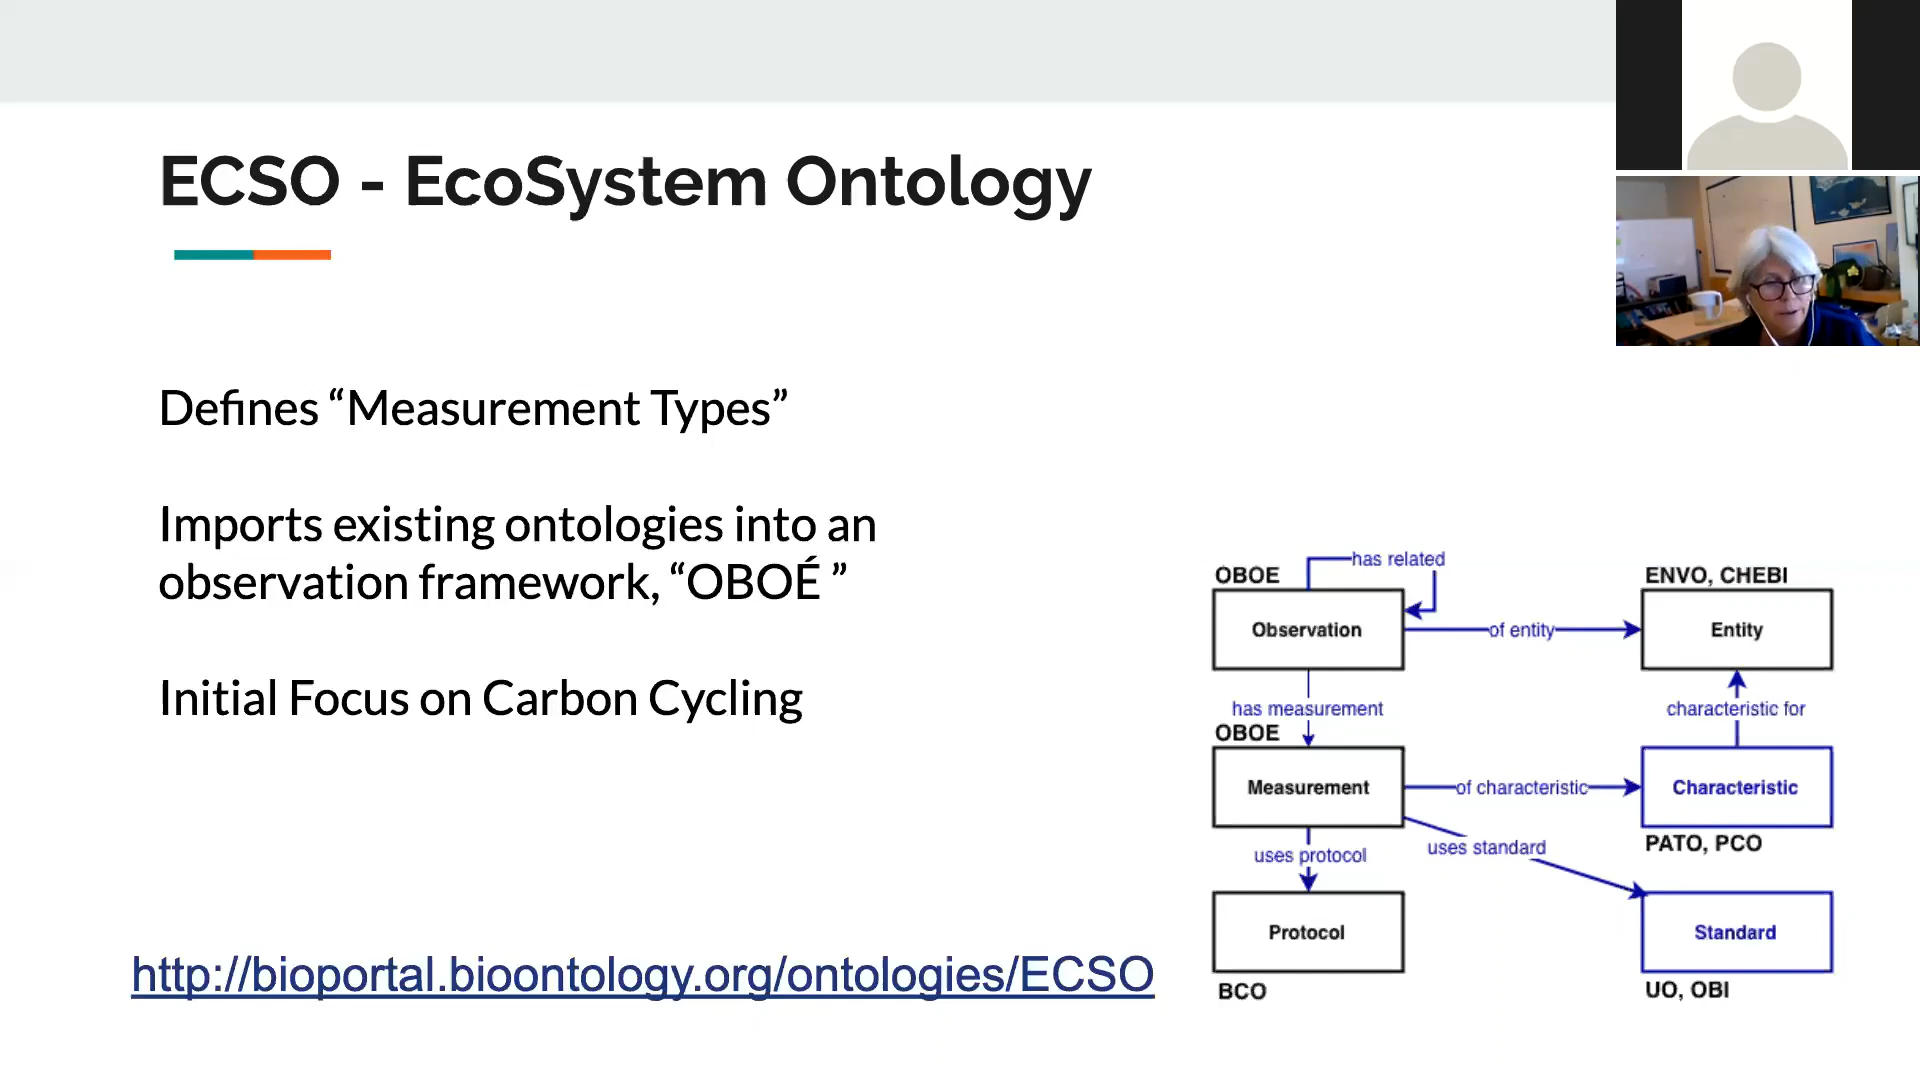 ECSO - EcoSystem Ontology
Defines “Measurement Types”
Imports existing ontologies into an
observation framework, “OBOÉ ”
Initial Focus on Carbon Cycling
http://bioportal.bioontology.org/ontologies/ECSO
has related
OBOE
ENVO, CHEBI
Observation
of entity
Entity
has measurement
characteristic for
OBOE
Measurement
of characteristic
Characteristic
PATO, PCO
uses protocol
uses standard
Protocol
Standard
BCO
UO, OBI